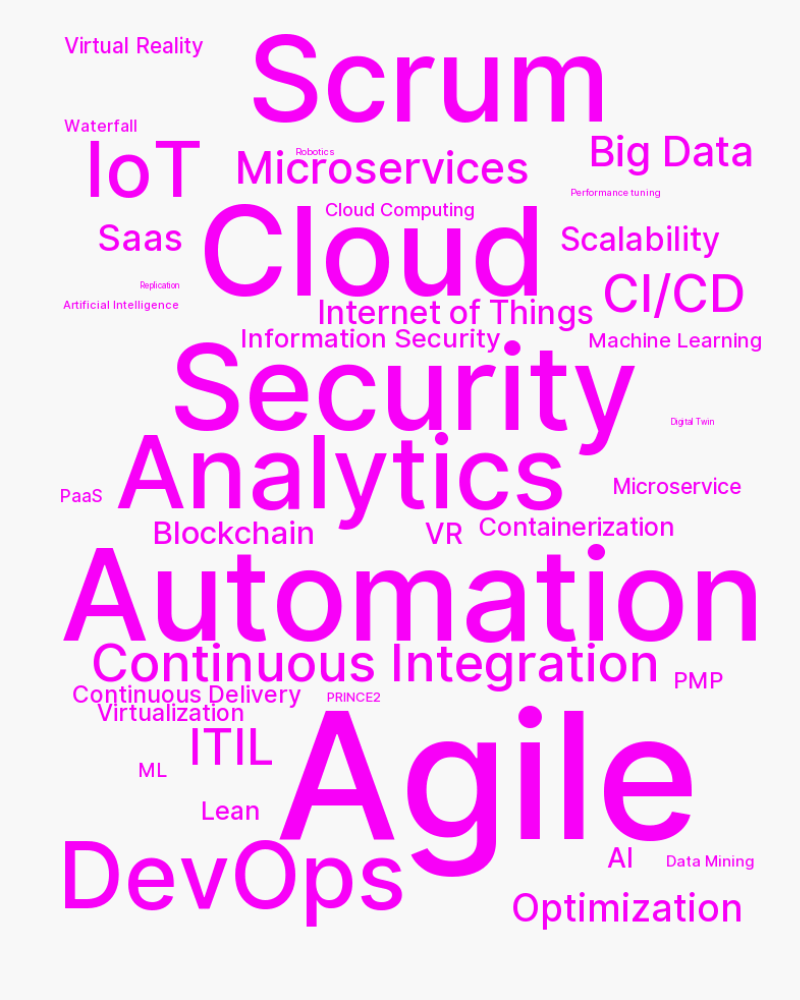 Virtual Reality
Scrum
Waterfall
IoT
Robotics
Microservices
Big Data
Performance tuning
Cloud Computing
Saas
Cloud
Scalability
Replication
CI/CD
Artificial Intelligence
Internet of Things
Information Security
Machine Learning
Security
Digital Twin
Analytics
PaaS
Microservice
Blockchain
VR
Containerization
Automation
Continuous Integration
PMP
Continuous Delivery
PRINCE2
Virtualization
ITIL
Agile
ML
Lean
AI
Data Mining
DevOps
Optimization